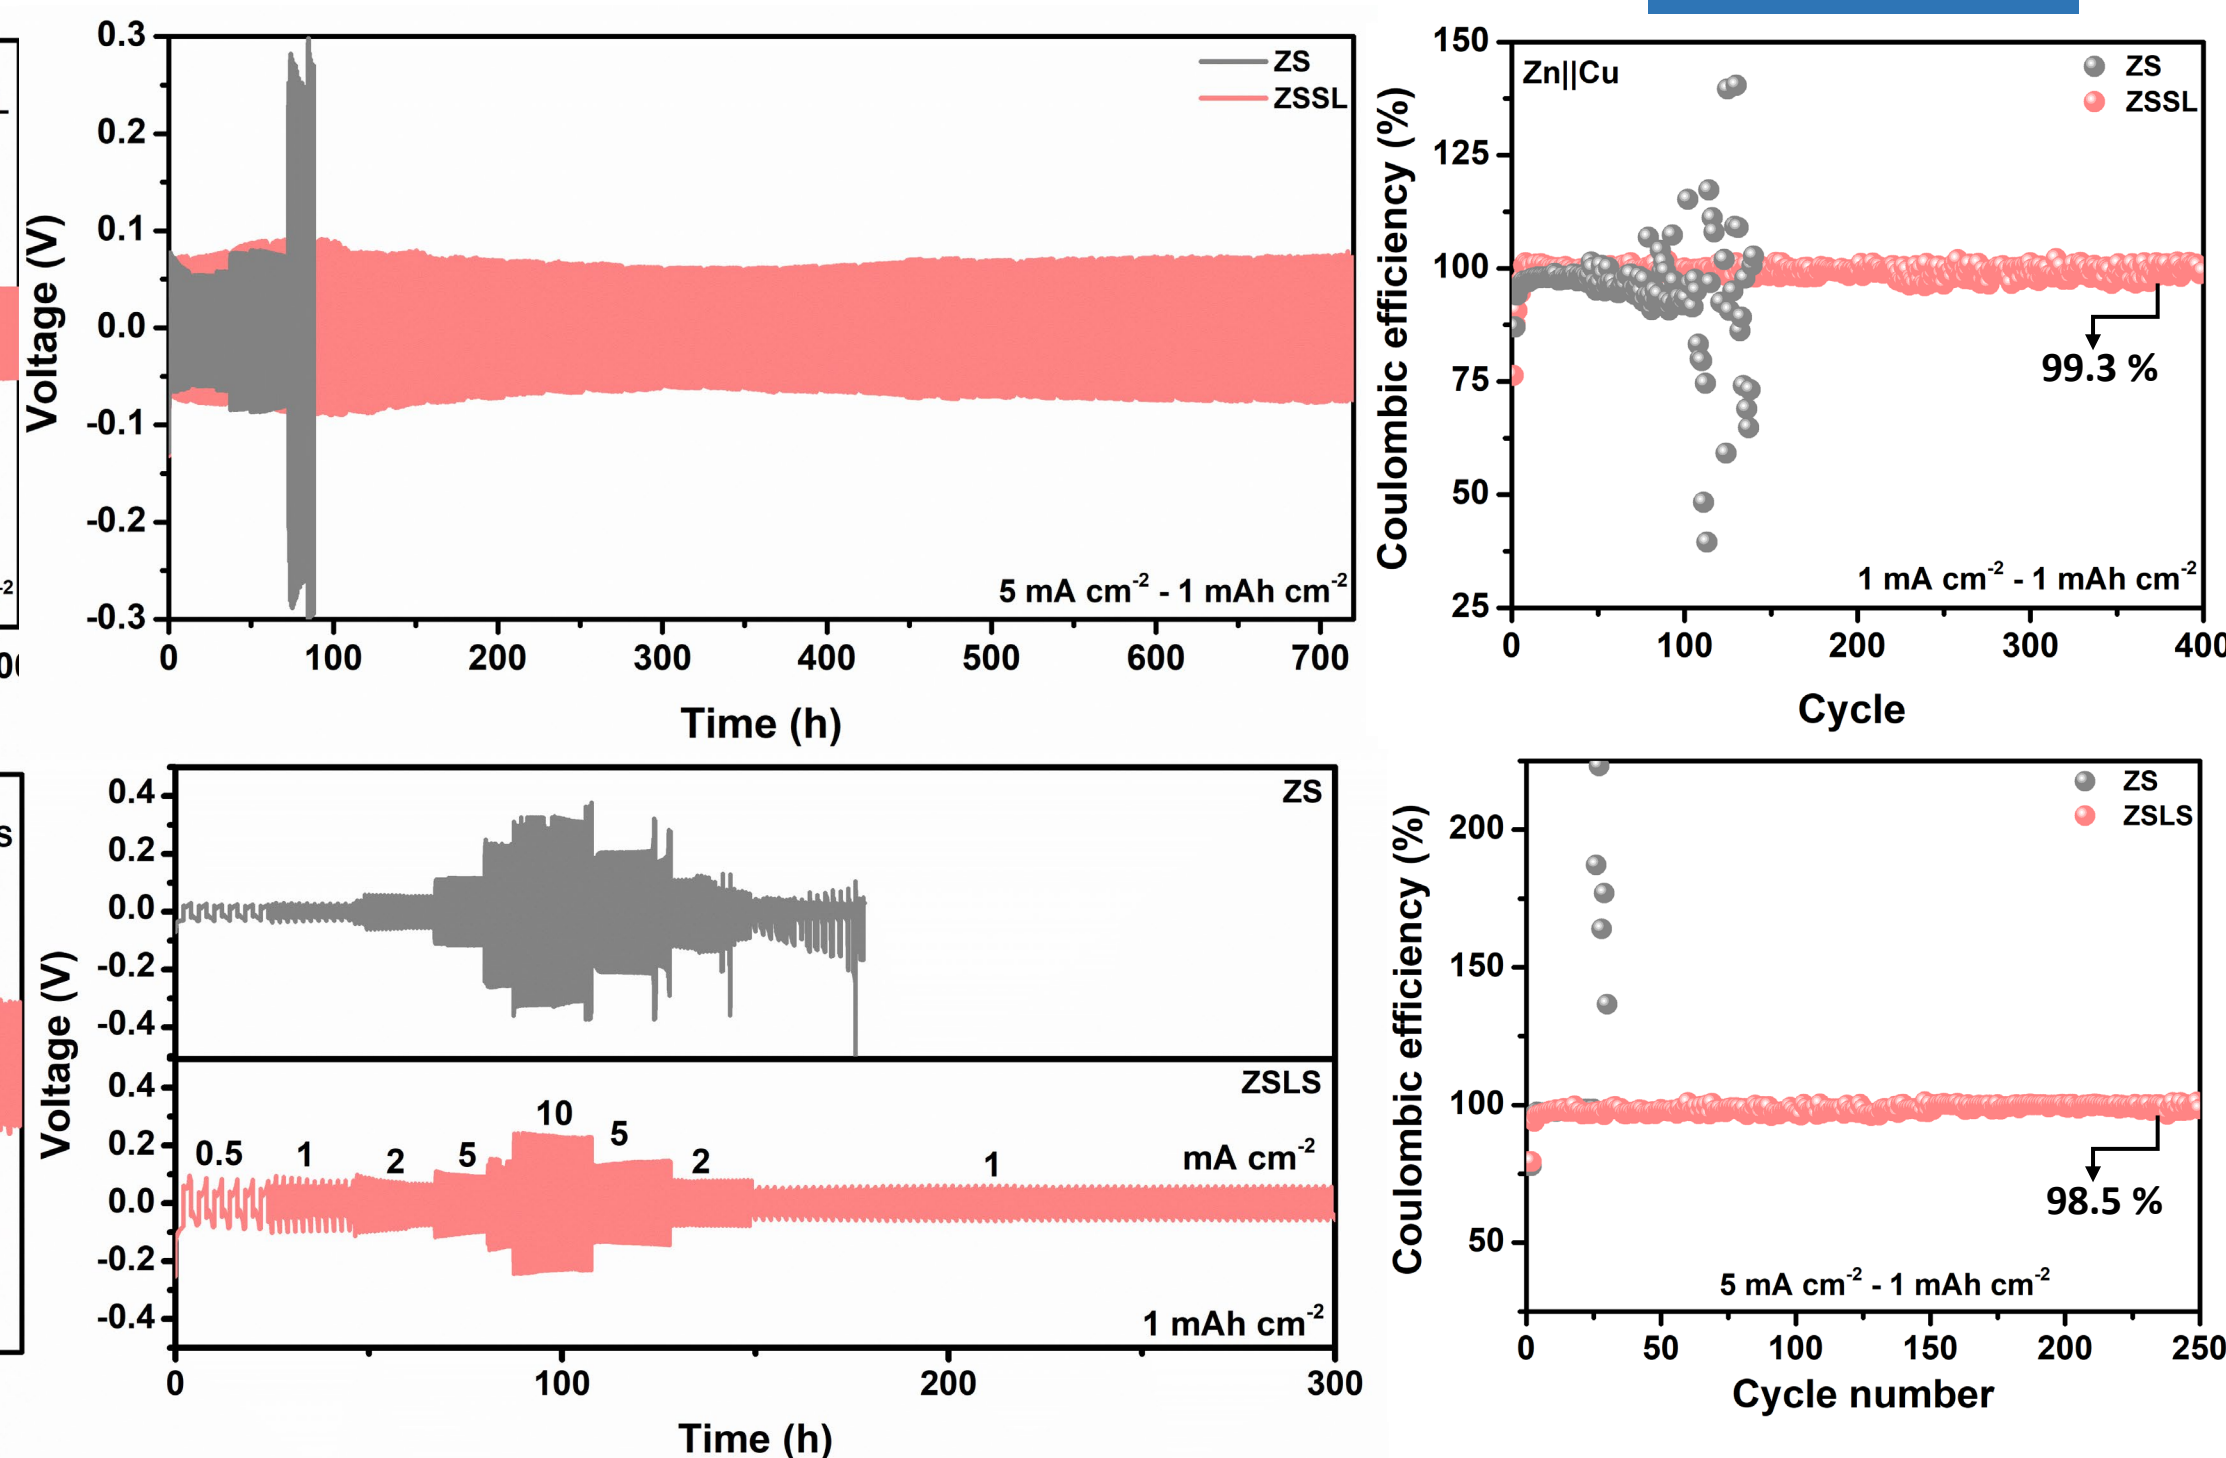 0.3
0.2
0.1
0.0
-0.1
-0.2
-0.3
Voltage (V)
ZS
ZSSL
5 mA cm⁻² - 1 mAh cm⁻²
0 100 200 300 400 500 600 700
Time (h)
150
125
100
75
50
25
Coulombic efficiency (%)
Zn||Cu
ZS
ZSSL
99.3 %
1 mA cm⁻² - 1 mAh cm⁻²
0 100 200 300 400
Cycle
0.4
0.2
0.0
-0.2
-0.4
ZS
Voltage (V)
0.4
0.2
0.0
-0.2
-0.4
ZSLS
0.5 1 2 5 10 5 2 1 mA cm⁻²
1 mAh cm⁻²
0 100 200 300
Time (h)
200
150
100
50
Coulombic efficiency (%)
ZS
ZSLS
98.5 %
5 mA cm⁻² - 1 mAh cm⁻²
0 50 100 150 200 250
Cycle number